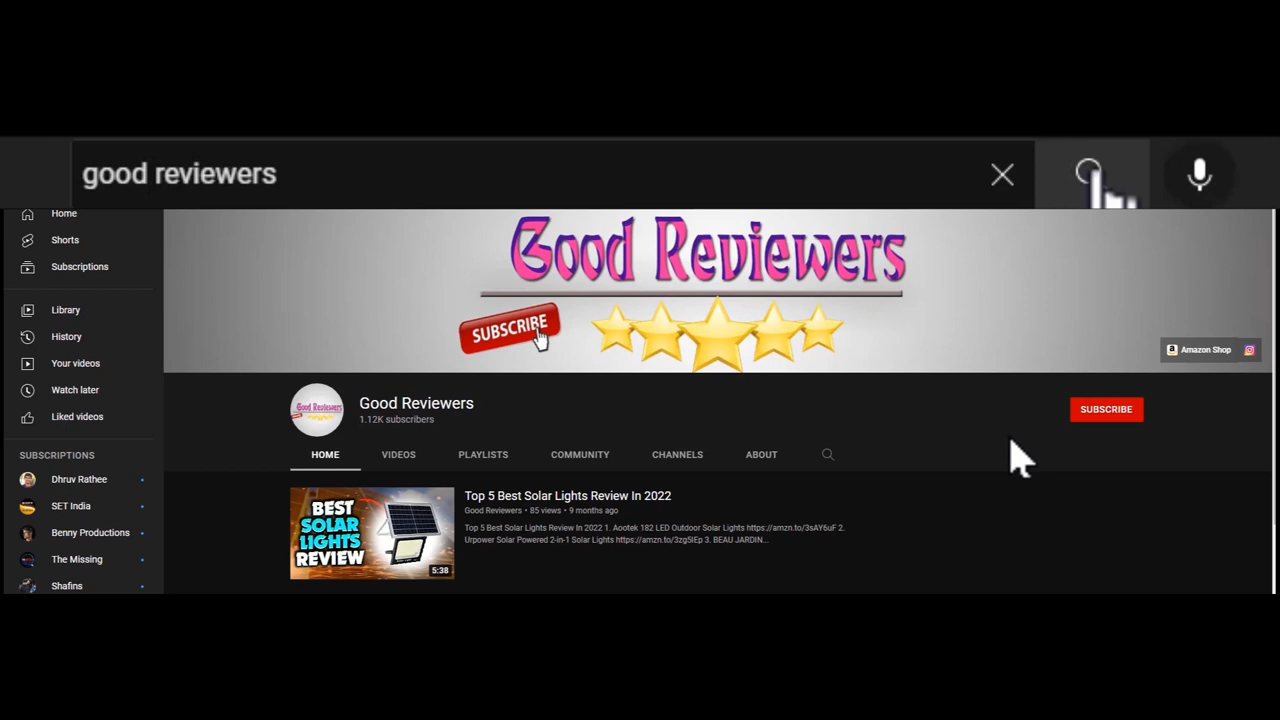 good reviewers
Home
Shorts
Subscriptions
Library
History
Your videos
Watch later
Liked videos
SUBSCRIPTIONS
Dhruv Rathee
SET India
Benny Productions
The Missing
Shafins
Good Reviewers
SUBSCRIBE
Amazon Shop
Good Reviewers
Good Reviewers
1.12K subscribers
SUBSCRIBE
HOME VIDEOS PLAYLISTS COMMUNITY CHANNELS ABOUT
BEST
SOLAR
LIGHTS
REVIEW
5:38
Top 5 Best Solar Lights Review In 2022
Good Reviewers • 85 views • 9 months ago
Top 5 Best Solar Lights Review In 2022 1. Aootek 182 LED Outdoor Solar Lights https://amzn.to/3sAY6uF 2.
Urpower Solar Powered 2-in-1 Solar Lights https://amzn.to/3zg5IEp 3. BEAU JARDIN...